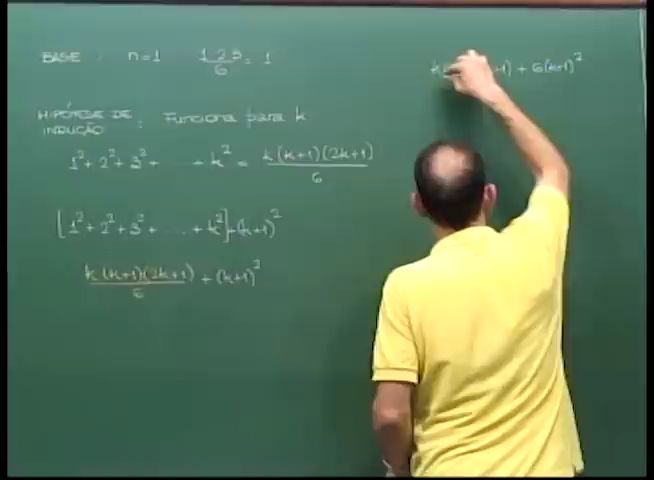 BASE : n=1 1·2·3/6 = 1
HIPÓTESE DE
INDUÇÃO : Funciona para k
1²+2²+3²+ ..... +k² = k(k+1)(2k+1)/6
[1²+2²+3²+ ..... +k²]+(k+1)²
k(k+1)(2k+1)/6 + (k+1)²
+1) + 6(k+1)²